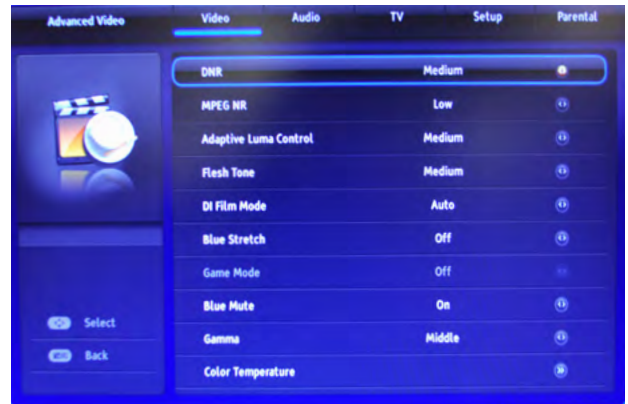 Advanced Video Video Audio TV Setup Parental
DNR Medium
MPEG NR Low
Adaptive Luma Control Medium
Flesh Tone Medium
DI Film Mode Auto
Blue Stretch Off
Game Mode Off
Blue Mute On
Gamma Middle
Color Temperature
Select
Back